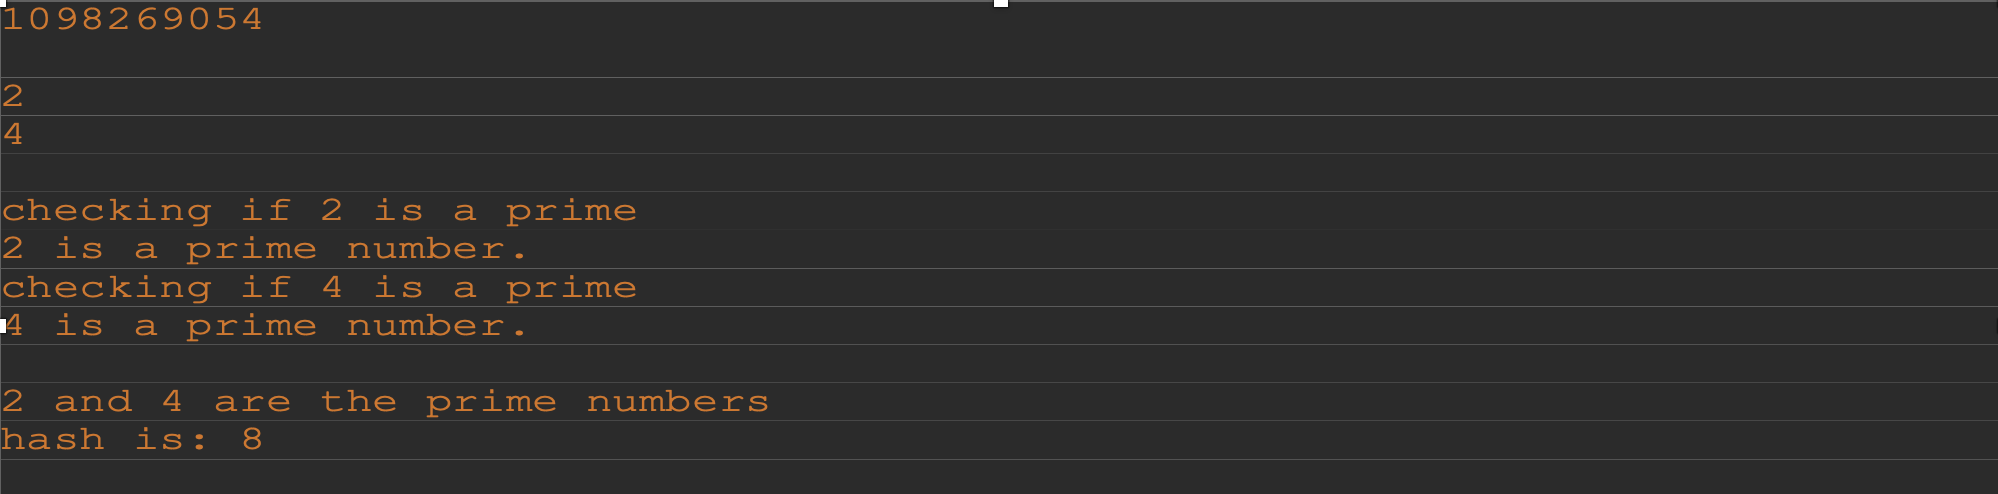 1098269054
2
4
checking if 2 is a prime
2 is a prime number.
checking if 4 is a prime
4 is a prime number.
2 and 4 are the prime numbers
hash is: 8